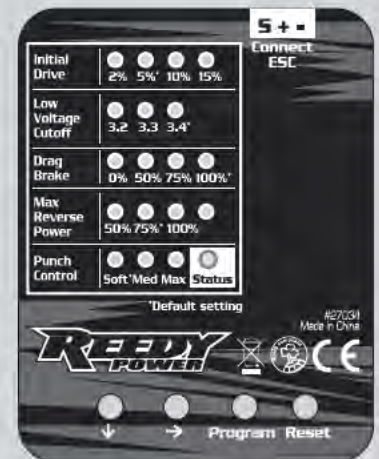 S + -
Connect
ESC
Initial
Drive
2% 5%* 10% 15%
Low
Voltage
Cutoff
3.2 3.3 3.4*
Drag
Brake
0% 50% 75% 100%*
Max
Reverse
Power
50% 75%* 100%
Punch
Control
Soft* Med Max Status
*Default setting
#27034
Made in China
REEDY
POWER
CE
↓ → Program Reset